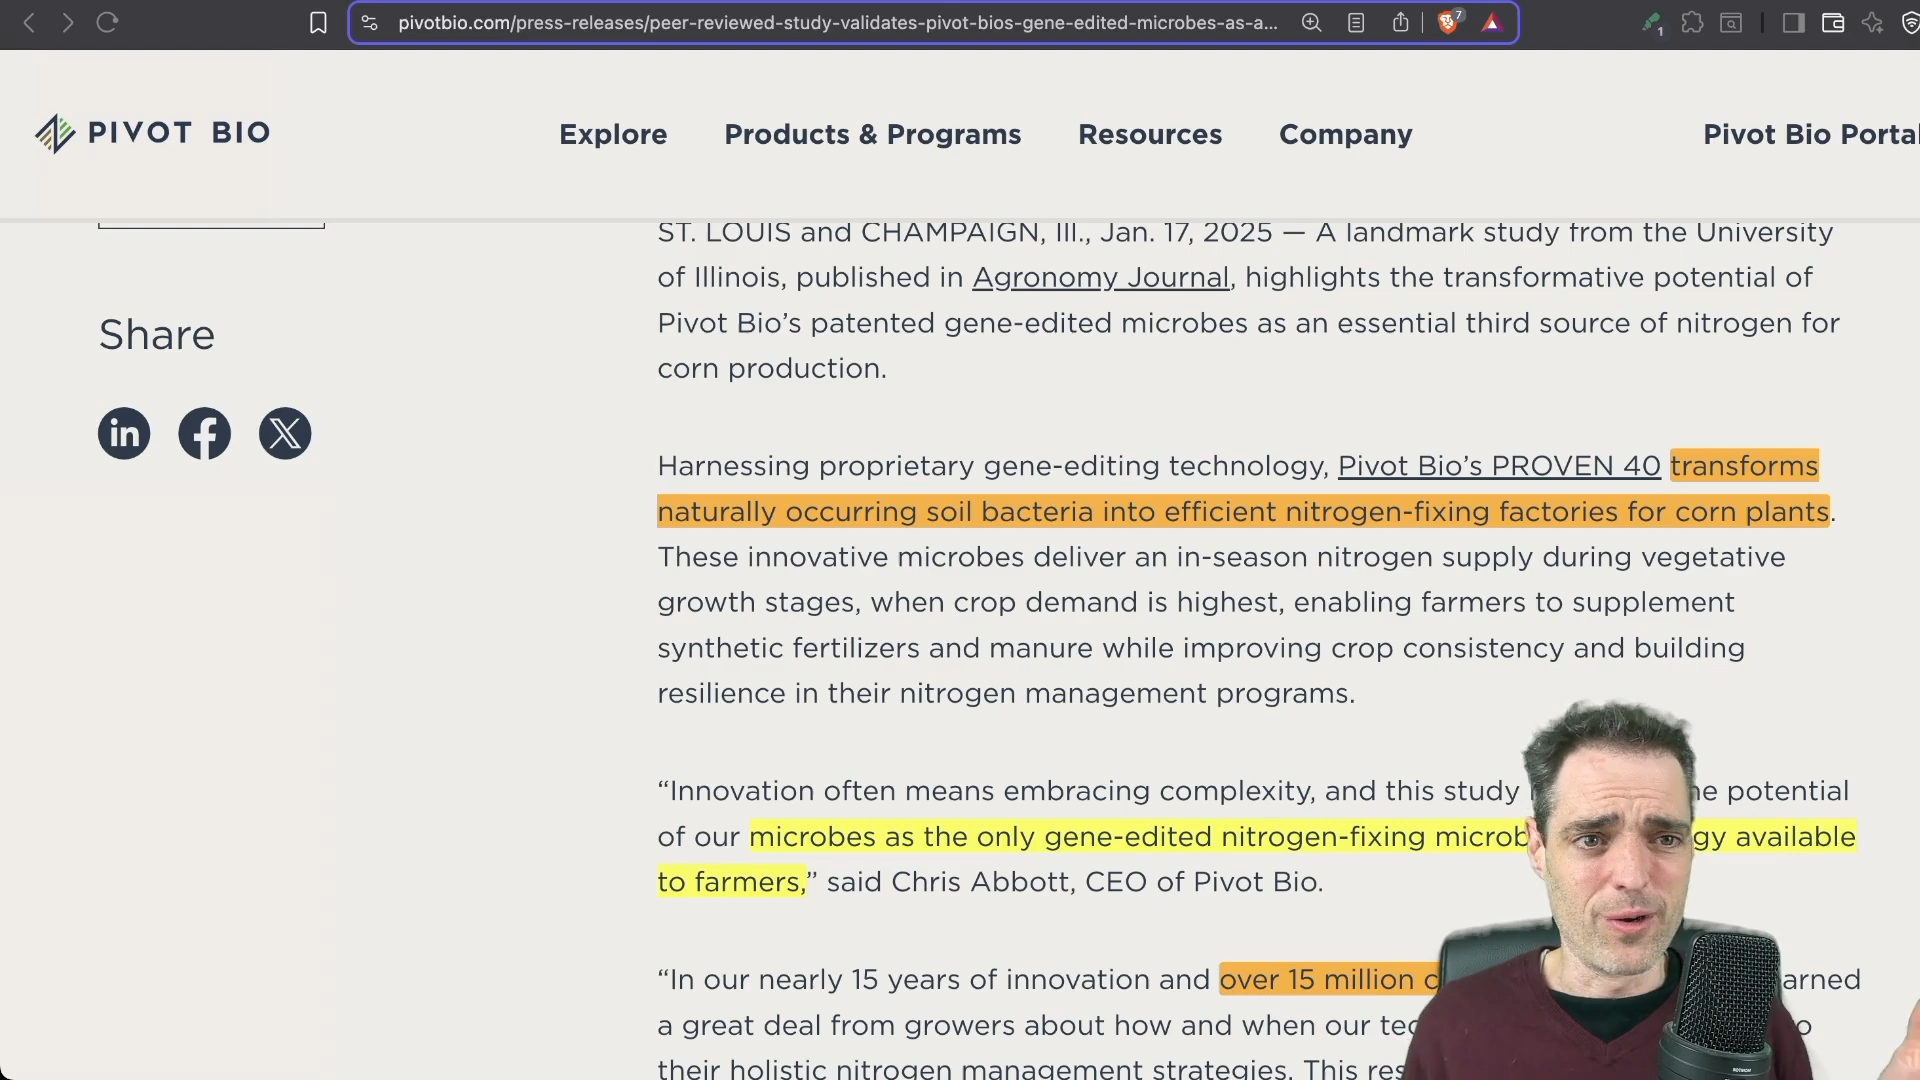 pivotbio.com/press-releases/peer-reviewed-study-validates-pivot-bios-gene-edited-microbes-as-a...
7
1
PIVOT BIO
Explore
Products & Programs
Resources
Company
Pivot Bio Portal
Share
in
f
X
ST. LOUIS and CHAMPAIGN, Ill., Jan. 17, 2025 — A landmark study from the University
of Illinois, published in Agronomy Journal, highlights the transformative potential of
Pivot Bio’s patented gene-edited microbes as an essential third source of nitrogen for
corn production.
Harnessing proprietary gene-editing technology, Pivot Bio’s PROVEN 40 transforms
naturally occurring soil bacteria into efficient nitrogen-fixing factories for corn plants.
These innovative microbes deliver an in-season nitrogen supply during vegetative
growth stages, when crop demand is highest, enabling farmers to supplement
synthetic fertilizers and manure while improving crop consistency and building
resilience in their nitrogen management programs.
“Innovation often means embracing complexity, and this study potential
of our microbes as the only gene-edited nitrogen-fixing available
to farmers,” said Chris Abbott, CEO of Pivot Bio.
“In our nearly 15 years of innovation and over 15 million
a great deal from growers about how and when our
their holistic nitrogen management strategies. This